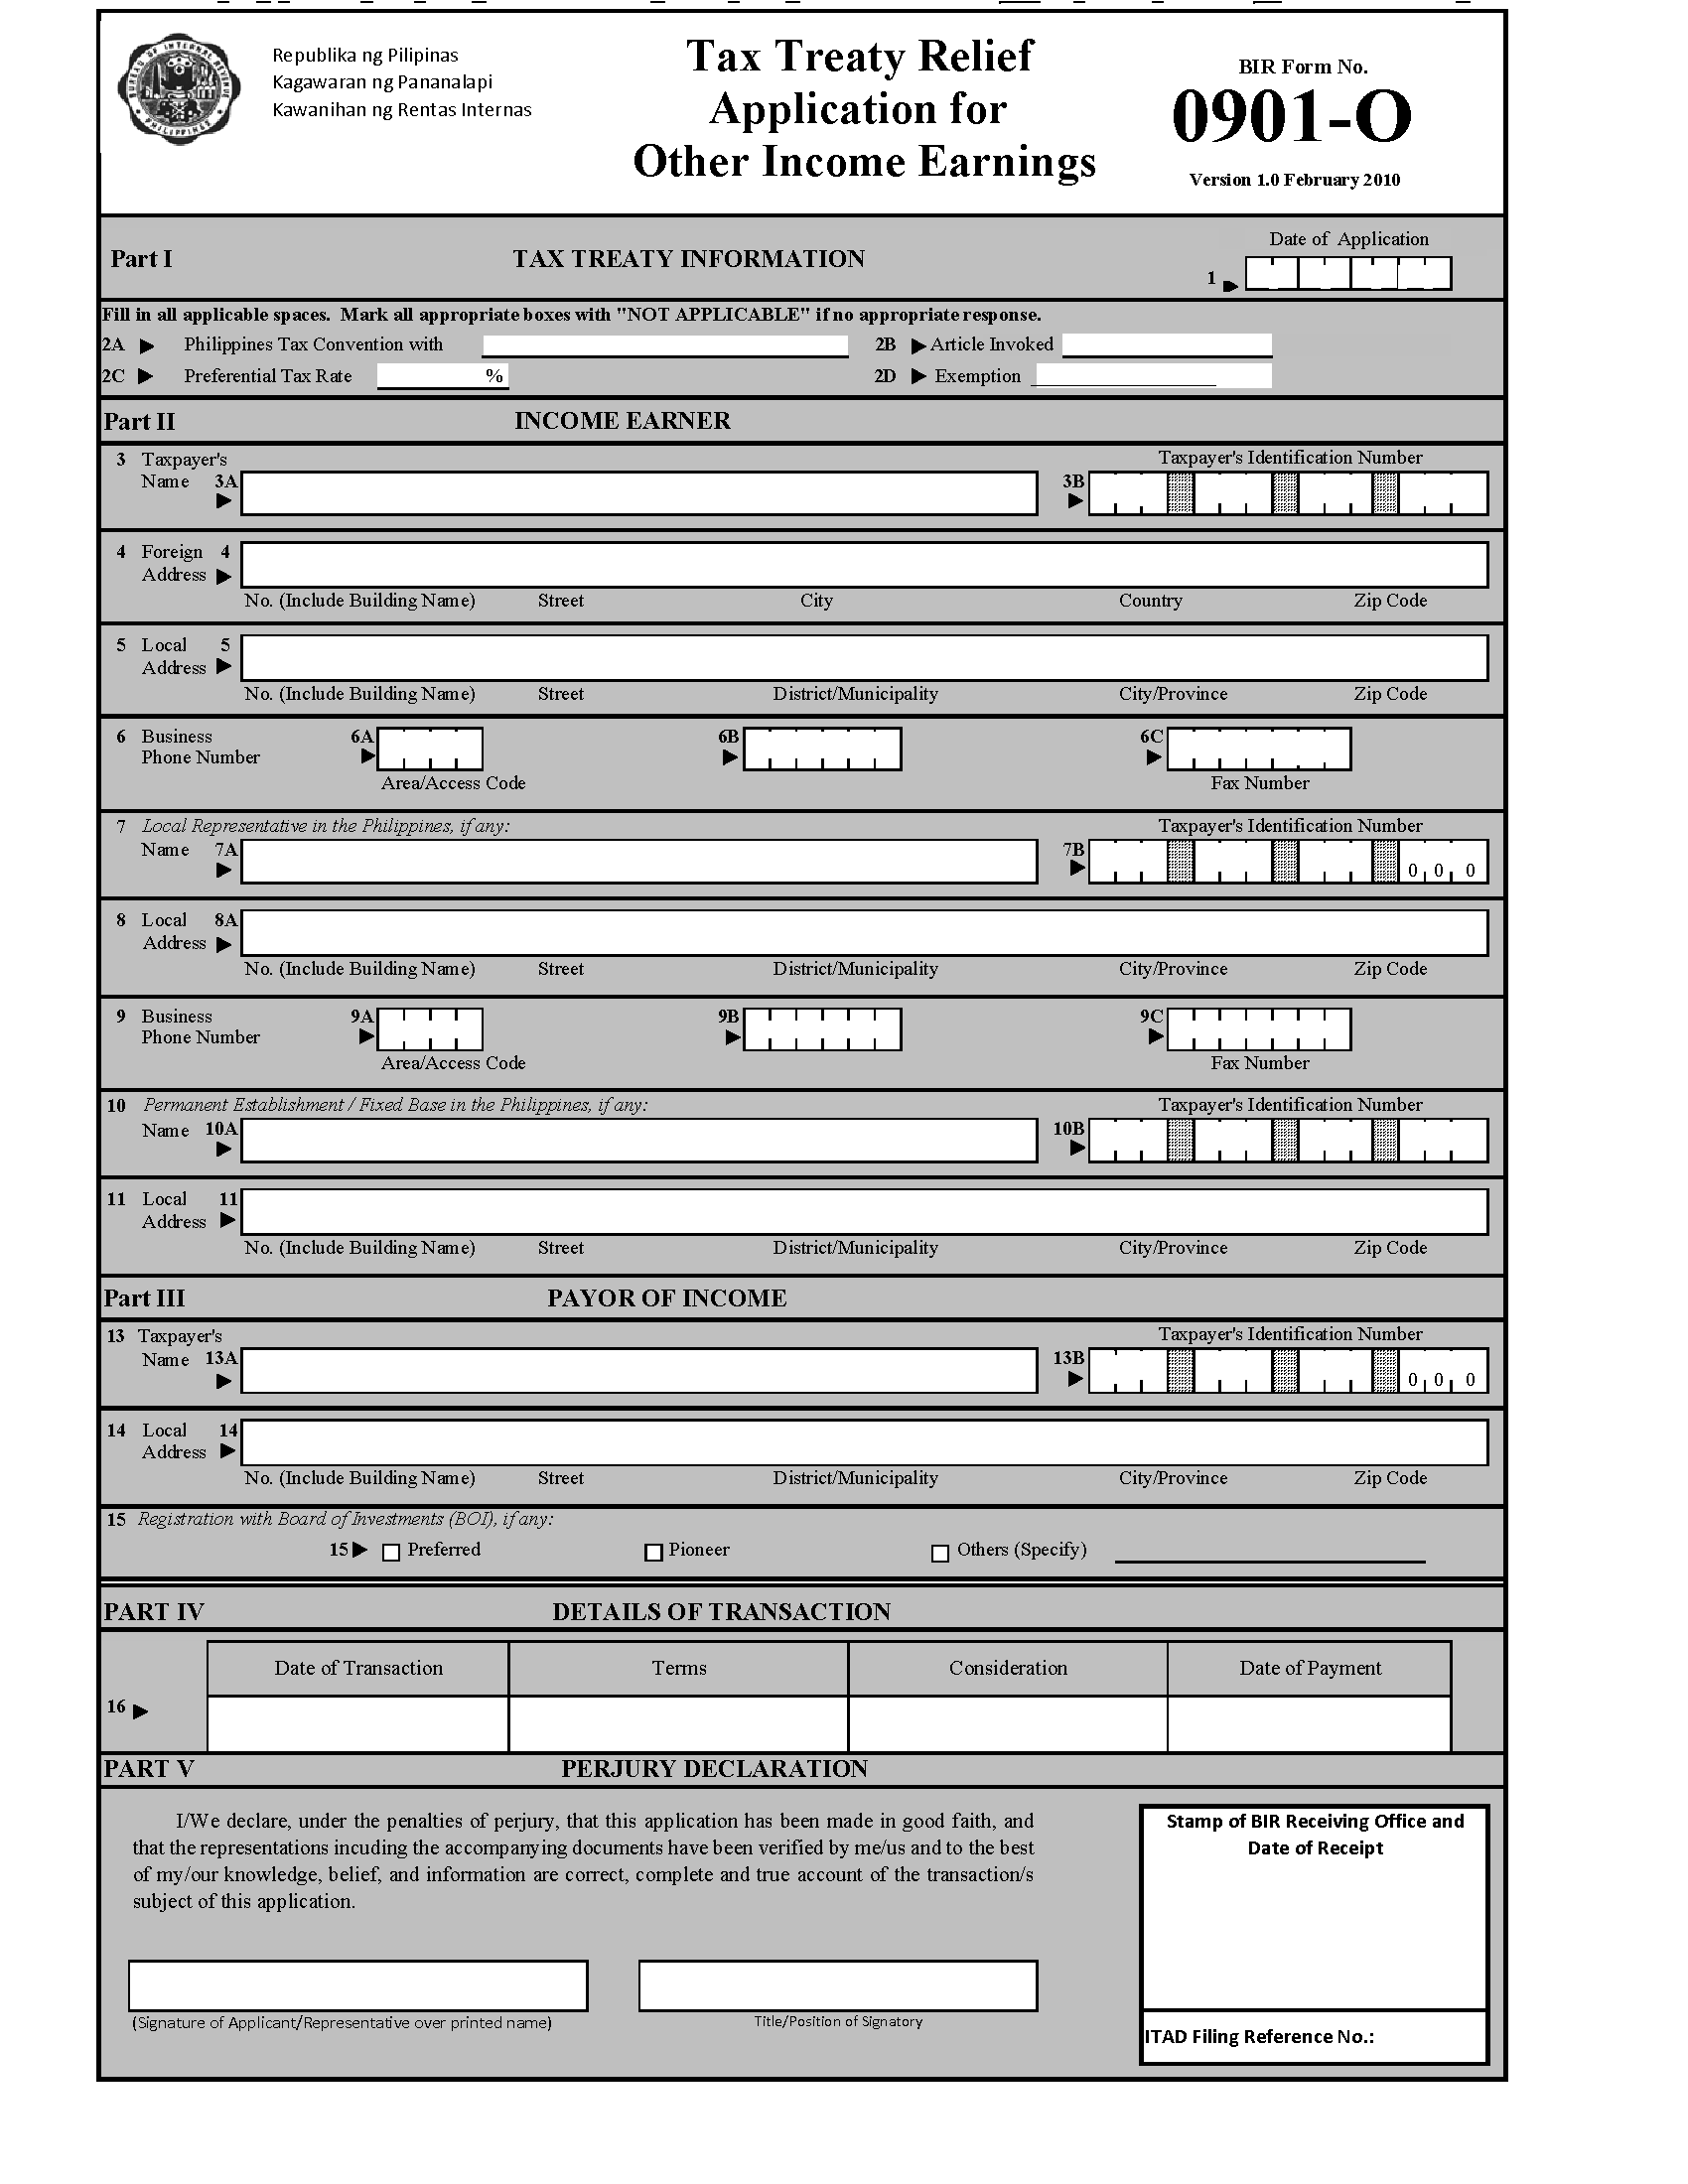 Republika ng Pilipinas
Kagawaran ng Pananalapi
Kawanihan ng Rentas Internas
Tax Treaty Relief
Application for
Other Income Earnings
BIR Form No.
0901-O
Version 1.0 February 2010
BUREAU OF INTERNAL REVENUE
PHILIPPINES
Part I TAX TREATY INFORMATION
Date of Application
1
Fill in all applicable spaces. Mark all appropriate boxes with "NOT APPLICABLE" if no appropriate response.
2A Philippines Tax Convention with 2B Article Invoked
2C Preferential Tax Rate % 2D Exemption
Part II INCOME EARNER
3 Taxpayer's Taxpayer's Identification Number
Name 3A 3B
4 Foreign 4
Address
No. (Include Building Name) Street City Country Zip Code
5 Local 5
Address
No. (Include Building Name) Street District/Municipality City/Province Zip Code
6 Business 6A 6B 6C
Phone Number
Area/Access Code Fax Number
7 Local Representative in the Philippines, if any: Taxpayer's Identification Number
Name 7A 7B 0 0 0
8 Local 8A
Address
No. (Include Building Name) Street District/Municipality City/Province Zip Code
9 Business 9A 9B 9C
Phone Number
Area/Access Code Fax Number
10 Permanent Establishment / Fixed Base in the Philippines, if any: Taxpayer's Identification Number
Name 10A 10B
11 Local 11
Address
No. (Include Building Name) Street District/Municipality City/Province Zip Code
Part III PAYOR OF INCOME
13 Taxpayer's Taxpayer's Identification Number
Name 13A 13B 0 0 0
14 Local 14
Address
No. (Include Building Name) Street District/Municipality City/Province Zip Code
15 Registration with Board of Investments (BOI), if any:
15 Preferred Pioneer Others (Specify)
PART IV DETAILS OF TRANSACTION
Date of Transaction Terms Consideration Date of Payment
16
PART V PERJURY DECLARATION
I/We declare, under the penalties of perjury, that this application has been made in good faith, and
that the representations incuding the accompanying documents have been verified by me/us and to the best
of my/our knowledge, belief, and information are correct, complete and true account of the transaction/s
subject of this application.
Stamp of BIR Receiving Office and
Date of Receipt
(Signature of Applicant/Representative over printed name) Title/Position of Signatory
ITAD Filing Reference No.: